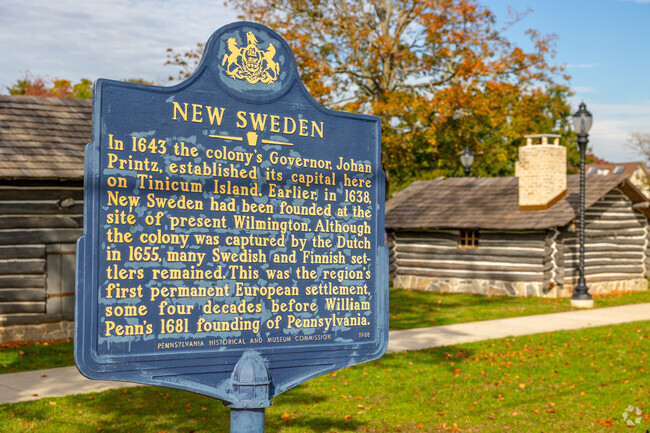 NEW SWEDEN
In 1643 the colony's Governor, Johan
Printz, established its capital here
on Tinicum Island. Earlier, in 1638,
New Sweden had been founded at the
site of present Wilmington. Although
the colony was captured by the Dutch
in 1655, many Swedish and Finnish set-
tlers remained. This was the region's
first permanent European settlement,
some four decades before William
Penn's 1681 founding of Pennsylvania.
PENNSYLVANIA HISTORICAL AND MUSEUM COMMISSION 1988